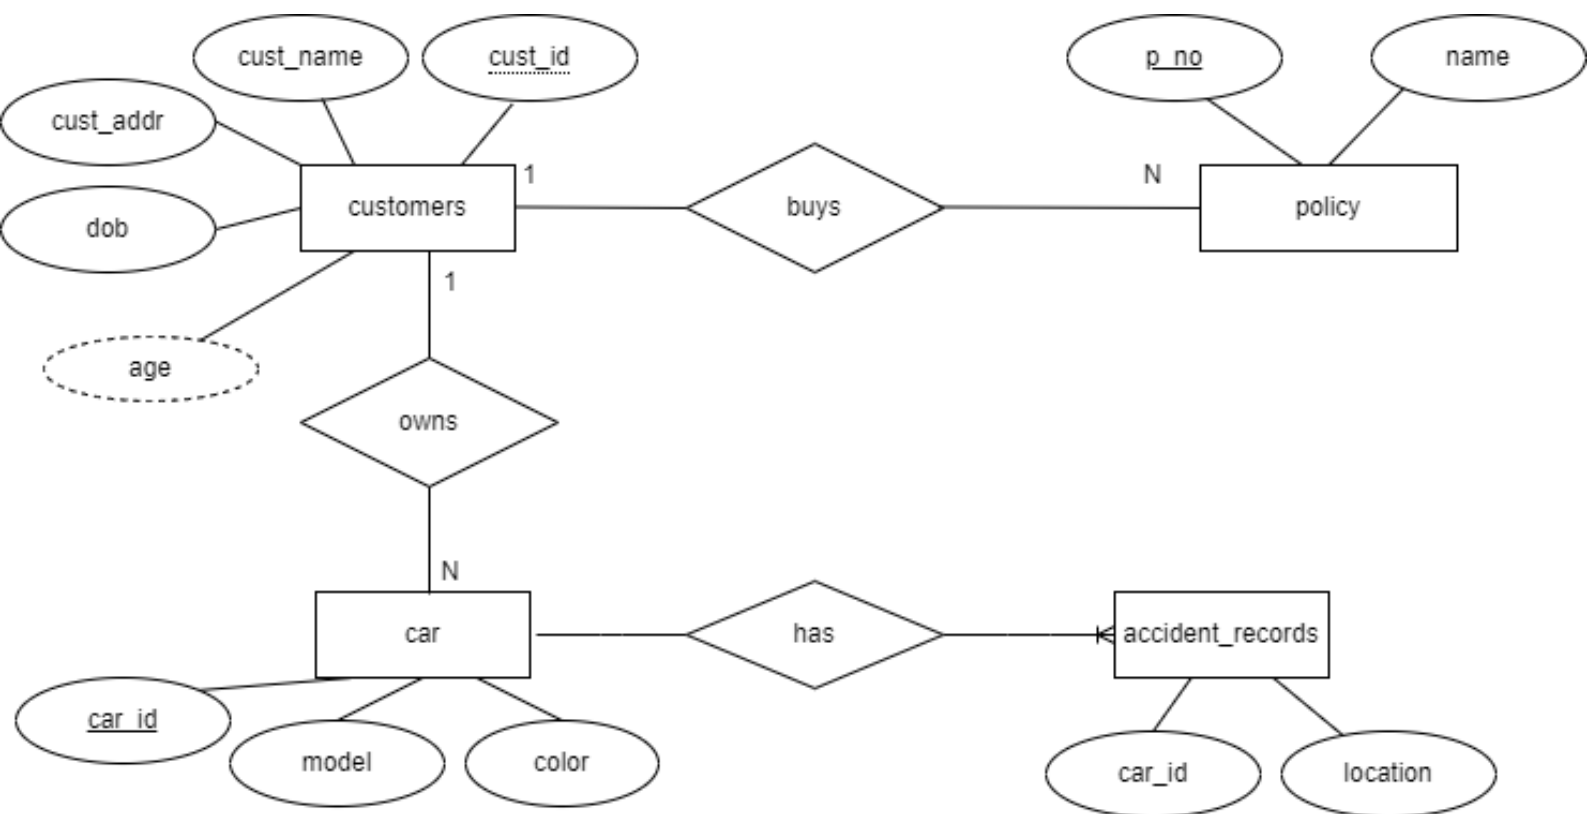 cust_name
cust_id
p_no
name
cust_addr
1
N
customers
buys
policy
dob
1
age
owns
N
car
has
accident_records
car_id
model
color
car_id
location